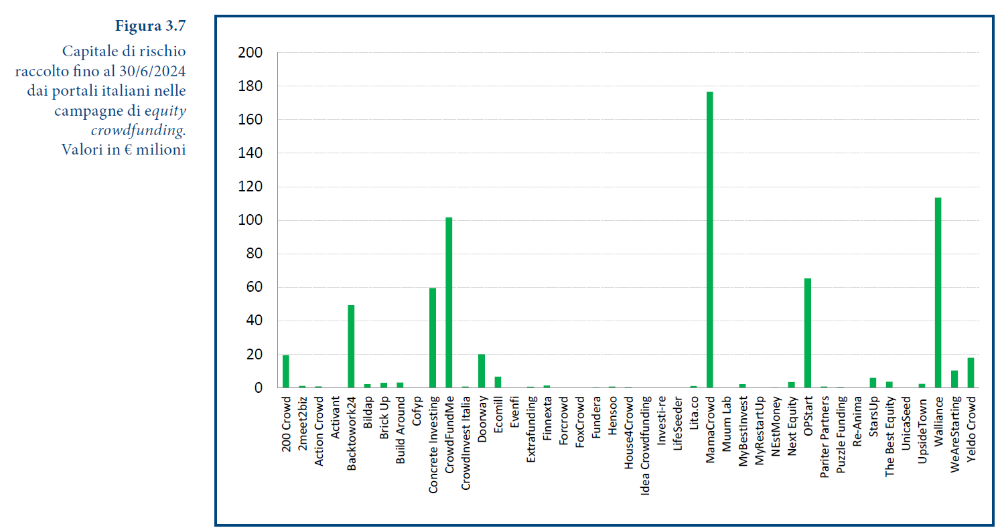 Figura 3.7
Capitale di rischio
raccolto fino al 30/6/2024
dai portali italiani nelle
campagne di equity
crowdfunding.
Valori in € milioni
200
180
160
140
120
100
80
60
40
20
0
200 Crowd
2meet2biz
Action Crowd
Activant
Backtowork24
Bildap
Brick Up
Build Around
Cofyp
Concrete Investing
CrowdFundMe
CrowdInvest Italia
Doorway
Ecomill
Evenfi
Extrafunding
Finnexta
Forcrowd
FoxCrowd
Fundera
Hensoo
House4Crowd
Idea Crowdfunding
Investi-re
LifeSeeder
Lita.co
MamaCrowd
Muum Lab
MyBestInvest
MyRestartUp
NEstMoney
Next Equity
OPStart
Pariter Partners
Puzzle Funding
Re-Anima
StarsUp
The Best Equity
UnicaSeed
UpsideTown
Walliance
WeAreStarting
Yeldo Crowd